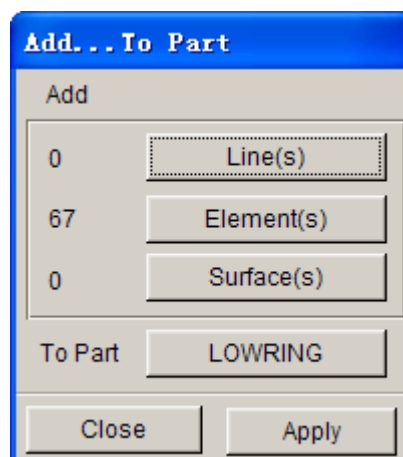 Add...To Part
Add
0 Line(s)
67 Element(s)
0 Surface(s)
To Part LOWRING
Close Apply